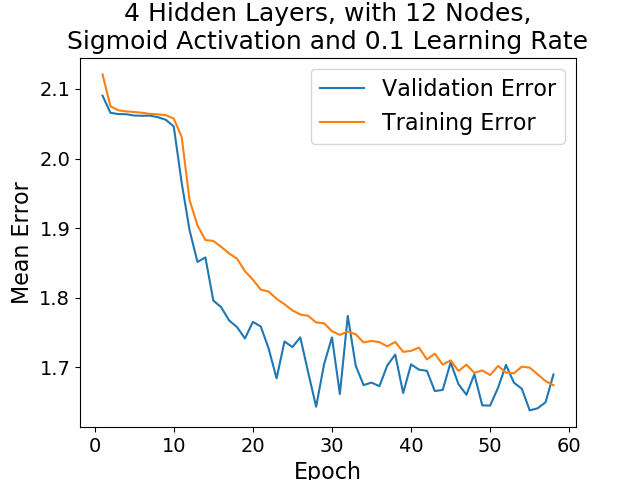 4 Hidden Layers, with 12 Nodes,
Sigmoid Activation and 0.1 Learning Rate
Validation Error
Training Error
2.1
2.0
1.9
1.8
1.7
Mean Error
0 10 20 30 40 50 60
Epoch